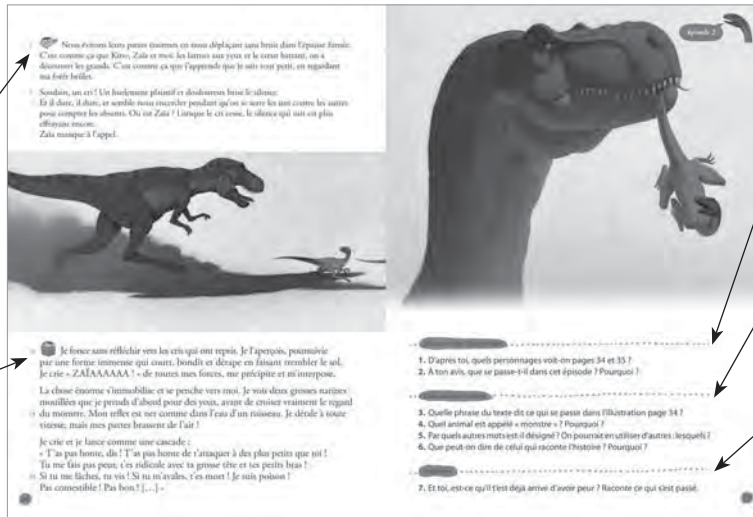 Nous évitons leurs pattes énormes en nous déplaçant sans bruit dans l'épaisse fumée.
C'est comme ça que Kimo, Zaïa et moi, les larmes aux yeux et le cœur battant, on a
découvert les grands. C'est comme ça que j'apprends que je suis tout petit, en regardant
ma forêt brûler.
Soudain, un cri ! Un hurlement plaintif et douloureux brise le silence.
Et il dure, il dure, et semble nous encercler pendant qu'on se serre les uns contre les autres
pour compter les absents. Où est Zaïa ? Lorsque le cri cesse, le silence qui suit est plus
effrayant encore.
Zaïa manque à l'appel.
Je fonce sans réfléchir vers les cris qui ont repris. Je l'aperçois, poursuivie
par une forme immense qui court, bondit et dérape en faisant trembler le sol.
Je crie « ZAÏAAAAAA ! » de toutes mes forces, me précipite et m'interpose.
La chose énorme s'immobilise et se penche vers moi. Je vois deux grosses narines
mouillées que je prends d'abord pour des yeux, avant de croiser vraiment le regard
du monstre. Mon reflet est net comme dans l'eau d'un ruisseau. Je détale à toute
vitesse, mais mes pattes brassent de l'air !
Je crie et je lance comme une cascade :
« T'as pas honte, dis ! T'as pas honte de t'attaquer à des plus petits que toi !
Tu me fais pas peur, t'es ridicule avec ta grosse tête et tes petits bras !
Si tu me lâches, tu vis ! Si tu m'avales, t'es mort ! Je suis poison !
Pas comestible ! Pas bon ! [...] »
épisode 2
1. D'après toi, quels personnages voit-on pages 34 et 35 ?
2. À ton avis, que se passe-t-il dans cet épisode ? Pourquoi ?
3. Quelle phrase du texte dit ce qui se passe dans l'illustration page 34 ?
4. Quel animal est appelé « monstre » ? Pourquoi ?
5. Par quels autres mots est-il désigné ? On pourrait en utiliser d'autres : lesquels ?
6. Que peut-on dire de celui qui raconte l'histoire ? Pourquoi ?
7. Et toi, est-ce qu'il t'est déjà arrivé d'avoir peur ? Raconte ce qui s'est passé.